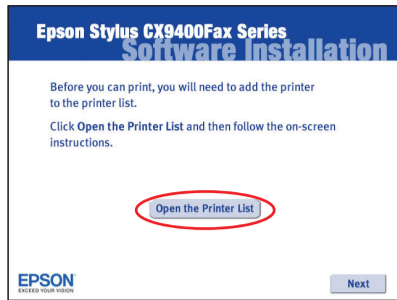 Epson Stylus CX9400Fax Series
Software Installation
Before you can print, you will need to add the printer
to the printer list.
Click Open the Printer List and then follow the on-screen
instructions.
Open the Printer List
EPSON
EXCEED YOUR VISION
Next